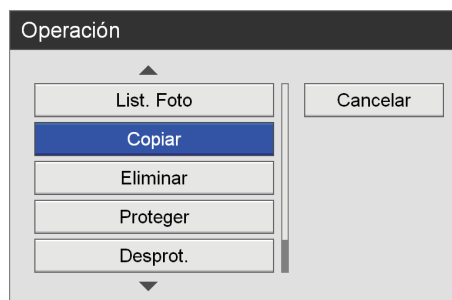 Operación
List. Foto
Cancelar
Copiar
Eliminar
Proteger
Desprot.